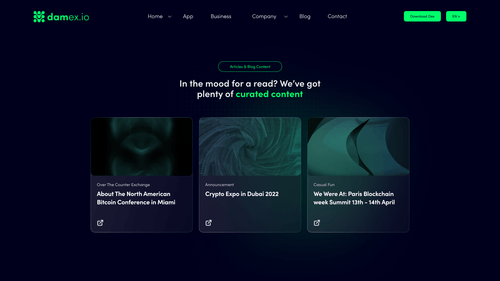 damex.io
Home App Business Company Blog Contact
Download Dex
EN
Articles & Blog Content
In the mood for a read? We've got
plenty of curated content
Over The Counter Exchange
About The North American
Bitcoin Conference in Miami
Announcement
Crypto Expo in Dubai 2022
Casual Fun
We Were At: Paris Blockchain
week Summit 13th - 14th April